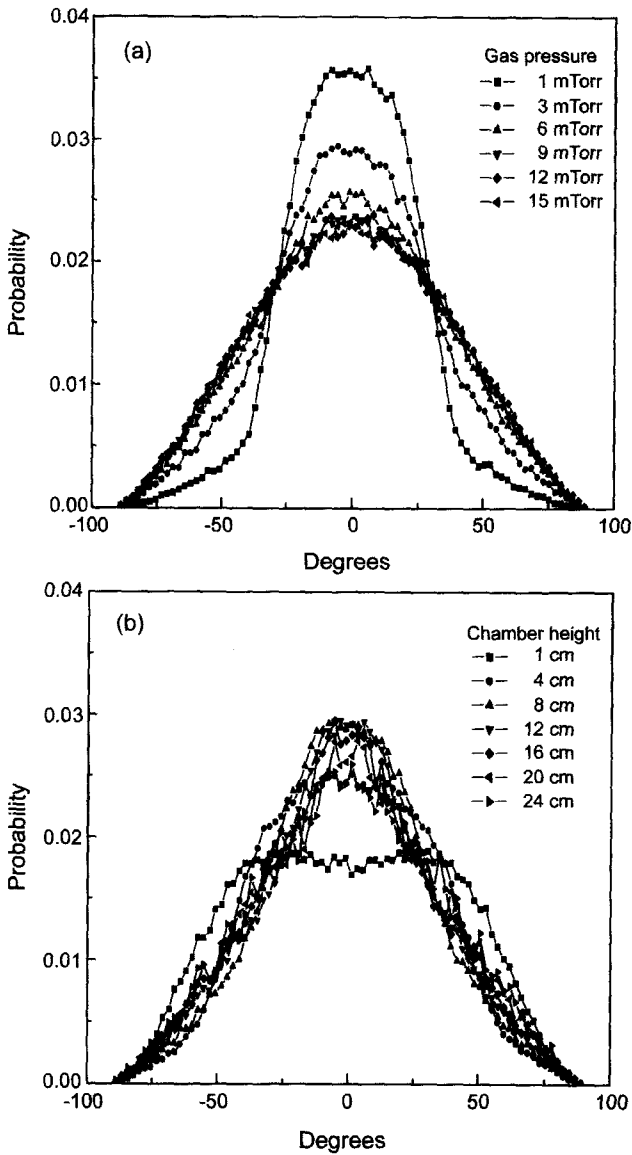 (a)
Gas pressure
1 mTorr
3 mTorr
6 mTorr
9 mTorr
12 mTorr
15 mTorr
0.04
0.03
0.02
0.01
0.00
Probability
-100
-50
0
50
100
Degrees
(b)
Chamber height
1 cm
4 cm
8 cm
12 cm
16 cm
20 cm
24 cm
0.04
0.03
0.02
0.01
0.00
Probability
-100
-50
0
50
100
Degrees